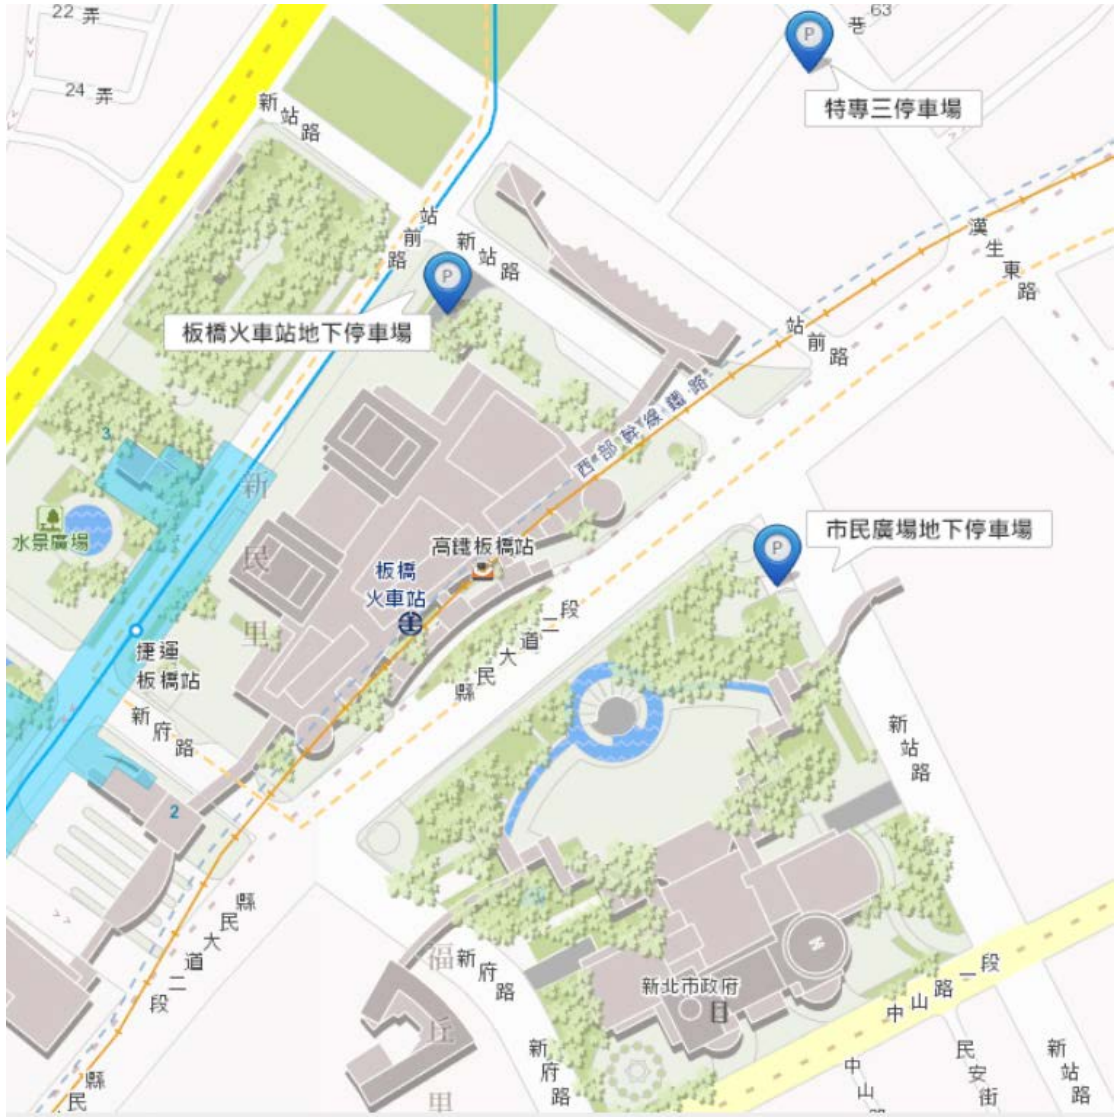 22 弄
巷 63
24 弄
特專三停車場
新站路
站前路
新站路
漢生東路
板橋火車站地下停車場
站前路
西部幹線鐵路
3
新民里
水景廣場
市民廣場地下停車場
高鐵板橋站
板橋
火車站
縣民大道二段
捷運
板橋站
新府路
新站路
2
縣民大道二段
福丘里
新府路
新北市政府
中山路一段
新府路
中山路
民安街
新站路
縣民
P
P
P